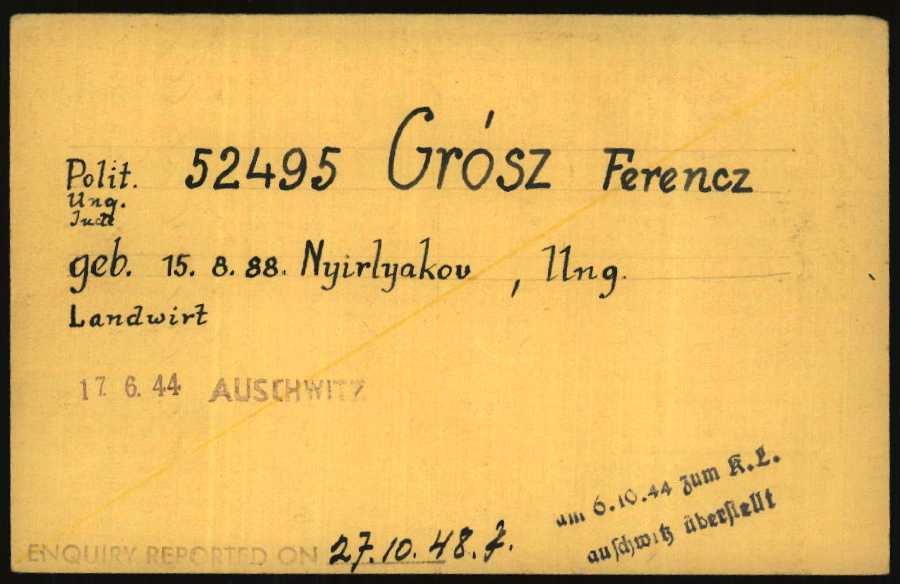 Polit. 52495 Grósz Ferencz
Ung.
Jude
geb. 15. 8. 88. Nyirlyakov, Ung.
Landwirt
17. 6. 44 AUSCHWITZ
am 6.10.44 zum K.L.
auschwitz überstellt
ENQUIRY REPORTED ON 27.10.48.J.